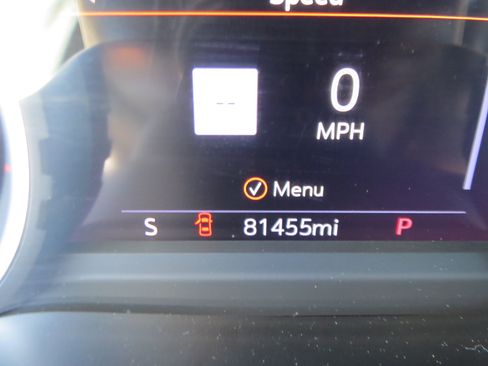 Speed
--
0
MPH
Menu
S 81455mi P